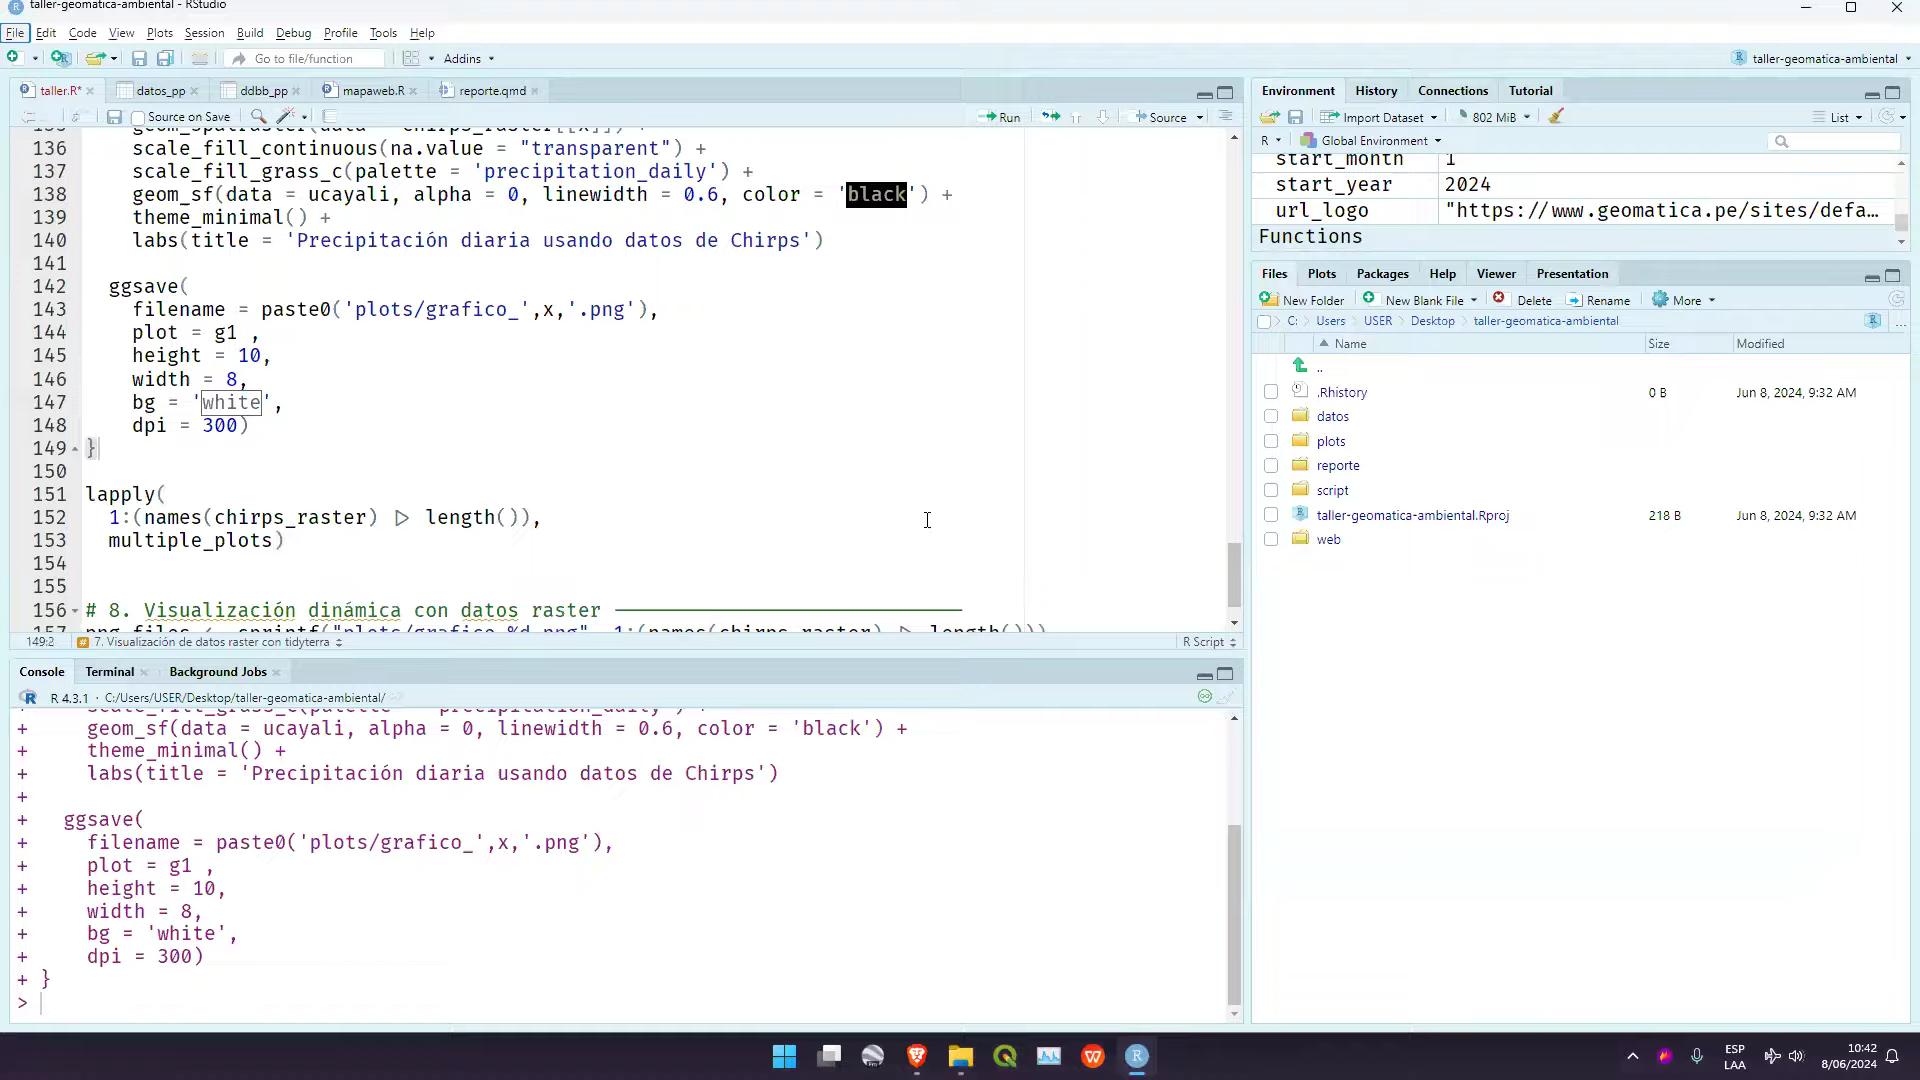 taller-geomatica-ambiental - RStudio
File Edit Code View Plots Session Build Debug Profile Tools Help
Go to file/function
Addins
taller-geomatica-ambiental
taller.R* datos_pp ddbb_pp mapaweb.R reporte.qmd
Source on Save Run Source
136 scale_fill_continuous(na.value = "transparent") +
137 scale_fill_grass_c(palette = 'precipitation_daily') +
138 geom_sf(data = ucayali, alpha = 0, linewidth = 0.6, color = 'black') +
139 theme_minimal() +
140 labs(title = 'Precipitación diaria usando datos de Chirps')
141
142 ggsave(
143 filename = paste0('plots/grafico_',x,'.png'),
144 plot = g1 ,
145 height = 10,
146 width = 8,
147 bg = 'white',
148 dpi = 300)
149 }
150
151 lapply(
152 1:(names(chirps_raster) ▷ length()),
153 multiple_plots)
154
155
156 # 8. Visualización dinámica con datos raster
149:2 7. Visualización de datos raster con tidyterra R Script
Console Terminal Background Jobs
R 4.3.1 · C:/Users/USER/Desktop/taller-geomatica-ambiental/
+ geom_sf(data = ucayali, alpha = 0, linewidth = 0.6, color = 'black') +
+ theme_minimal() +
+ labs(title = 'Precipitación diaria usando datos de Chirps')
+
+ ggsave(
+ filename = paste0('plots/grafico_',x,'.png'),
+ plot = g1 ,
+ height = 10,
+ width = 8,
+ bg = 'white',
+ dpi = 300)
+ }
>
Environment History Connections Tutorial
Import Dataset 802 MiB List
R Global Environment
start_month 1
start_year 2024
url_logo "https://www.geomatica.pe/sites/defa…
Functions
Files Plots Packages Help Viewer Presentation
New Folder New Blank File Delete Rename More
C: Users USER Desktop taller-geomatica-ambiental ...
Name Size Modified
..
.Rhistory 0 B Jun 8, 2024, 9:32 AM
datos
plots
reporte
script
taller-geomatica-ambiental.Rproj 218 B Jun 8, 2024, 9:32 AM
web
ESP
LAA
10:42
8/06/2024